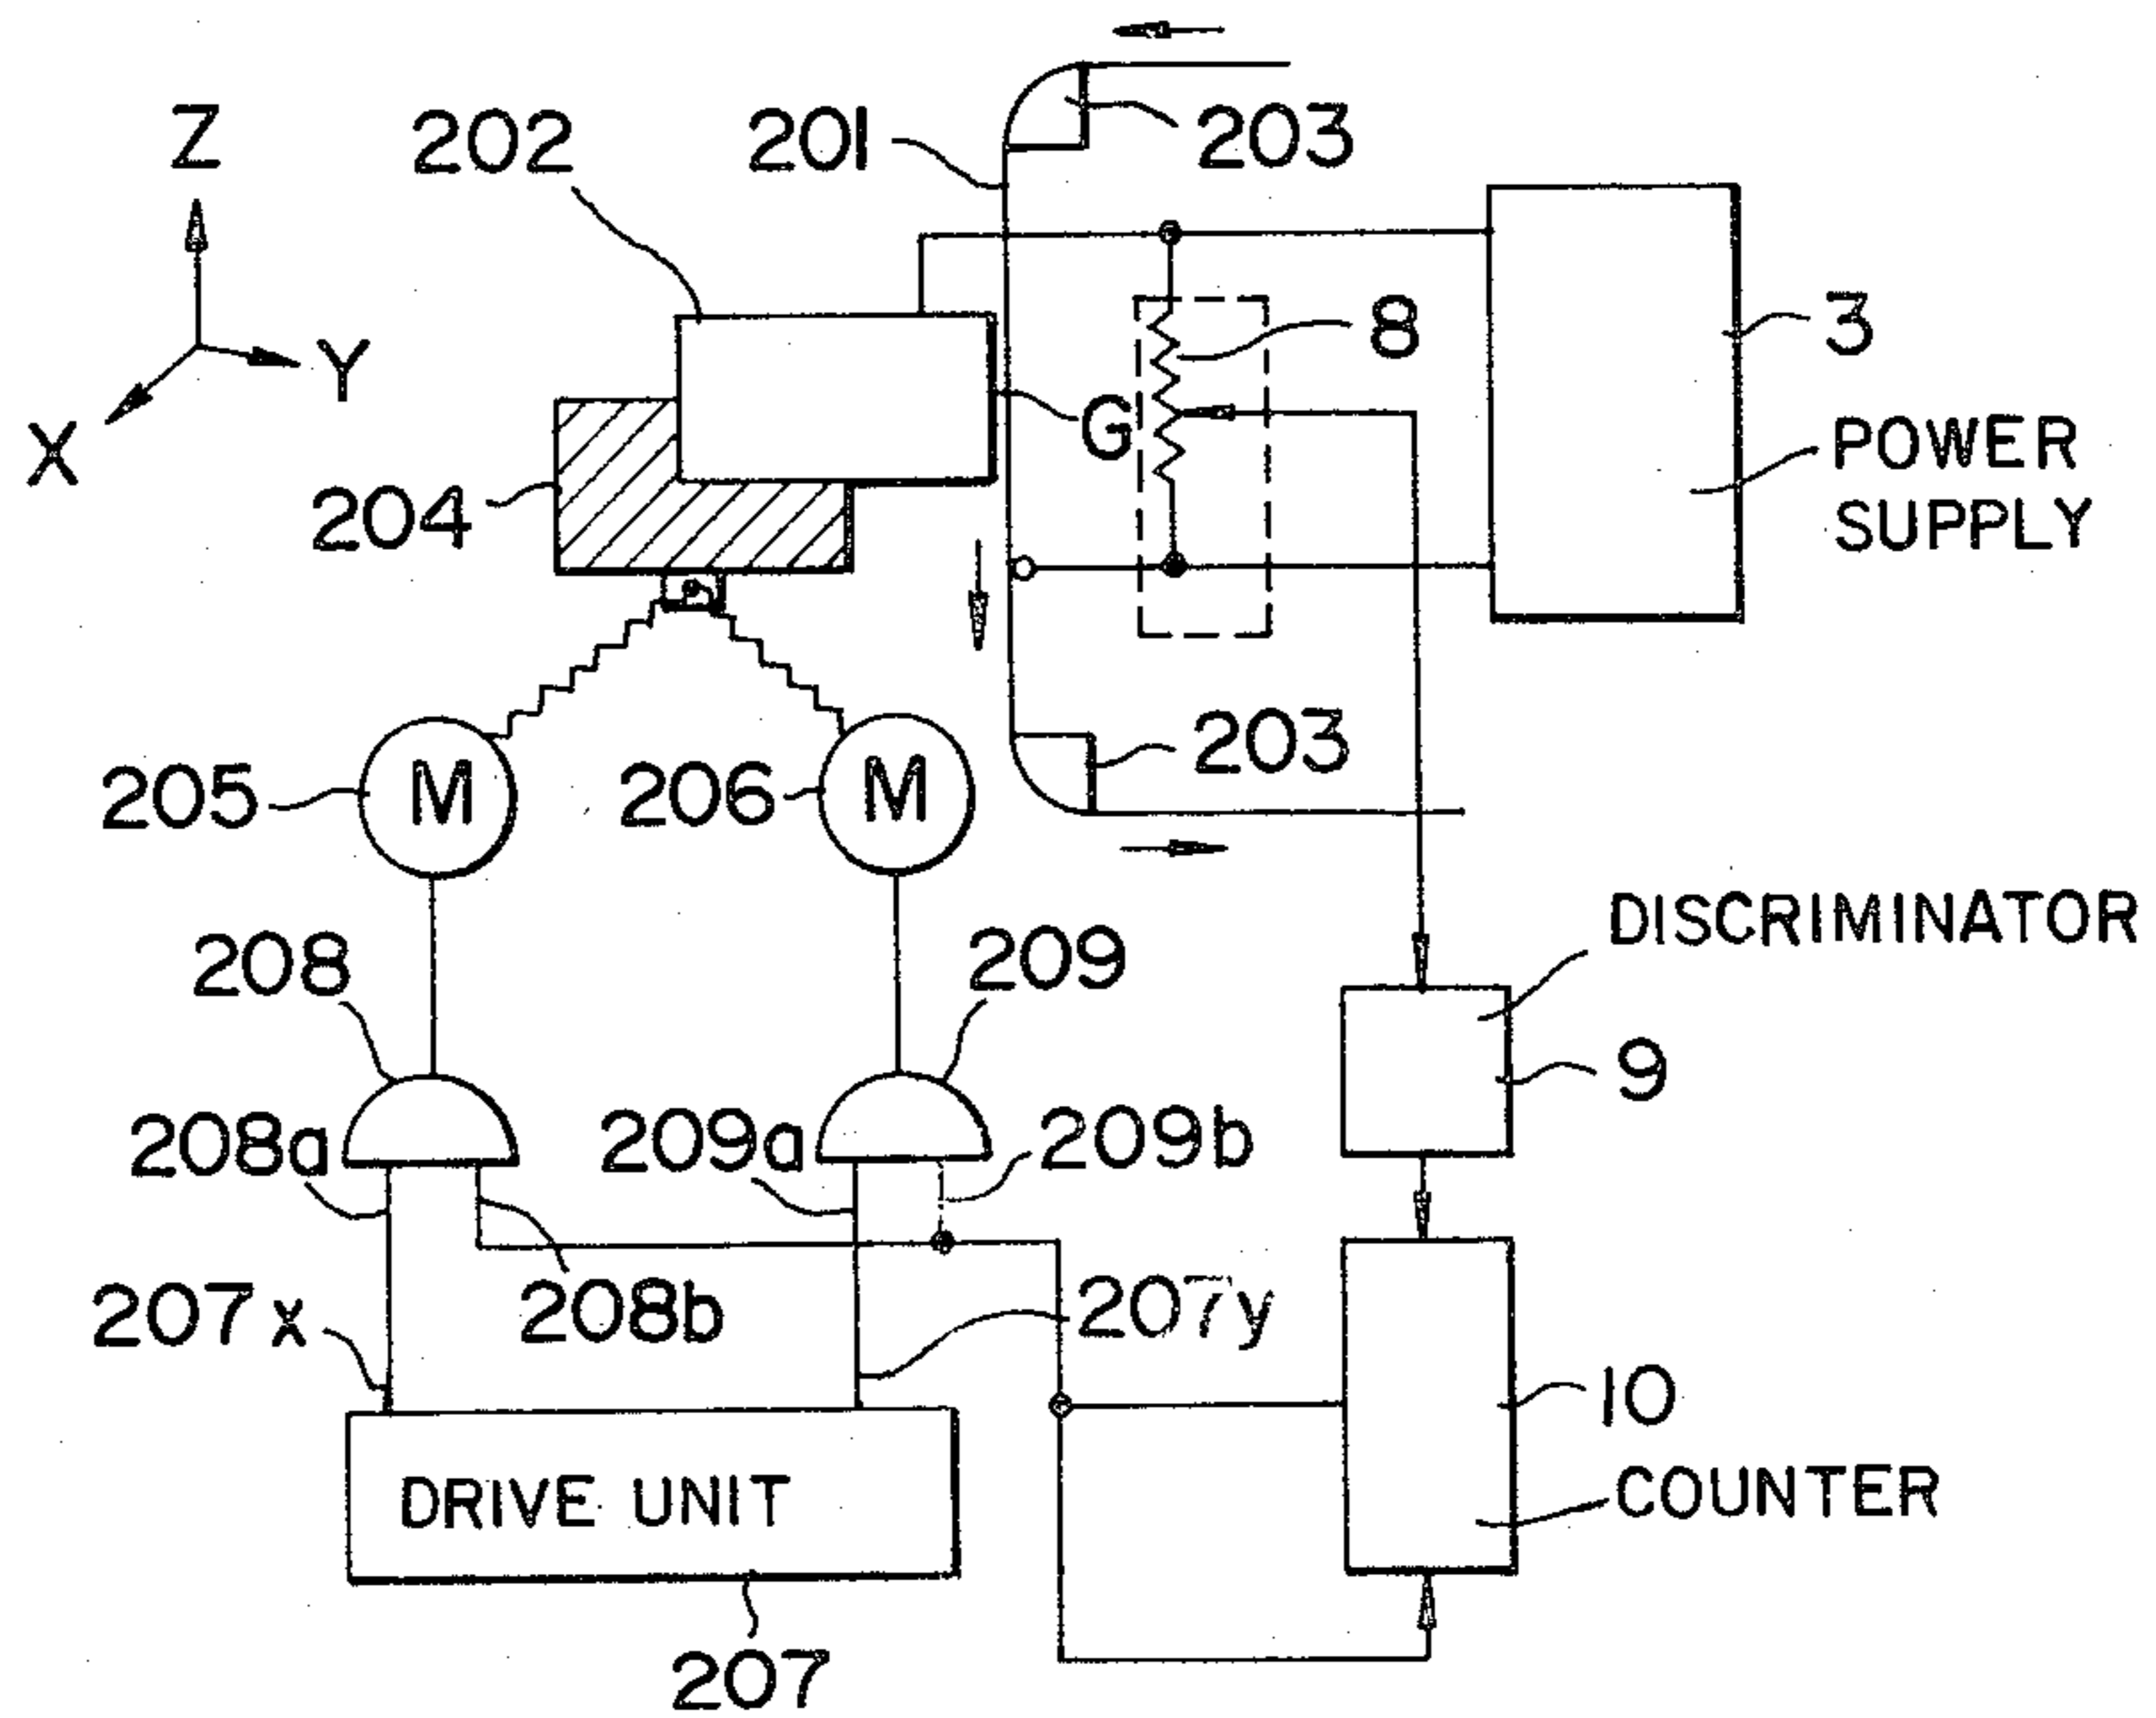 Z
202
201
203
3
8
Y
X
G
POWER
SUPPLY
204
203
205
M
206
M
DISCRIMINATOR
208
209
9
208a
209a
209b
207x
208b
207y
10
DRIVE UNIT
COUNTER
207